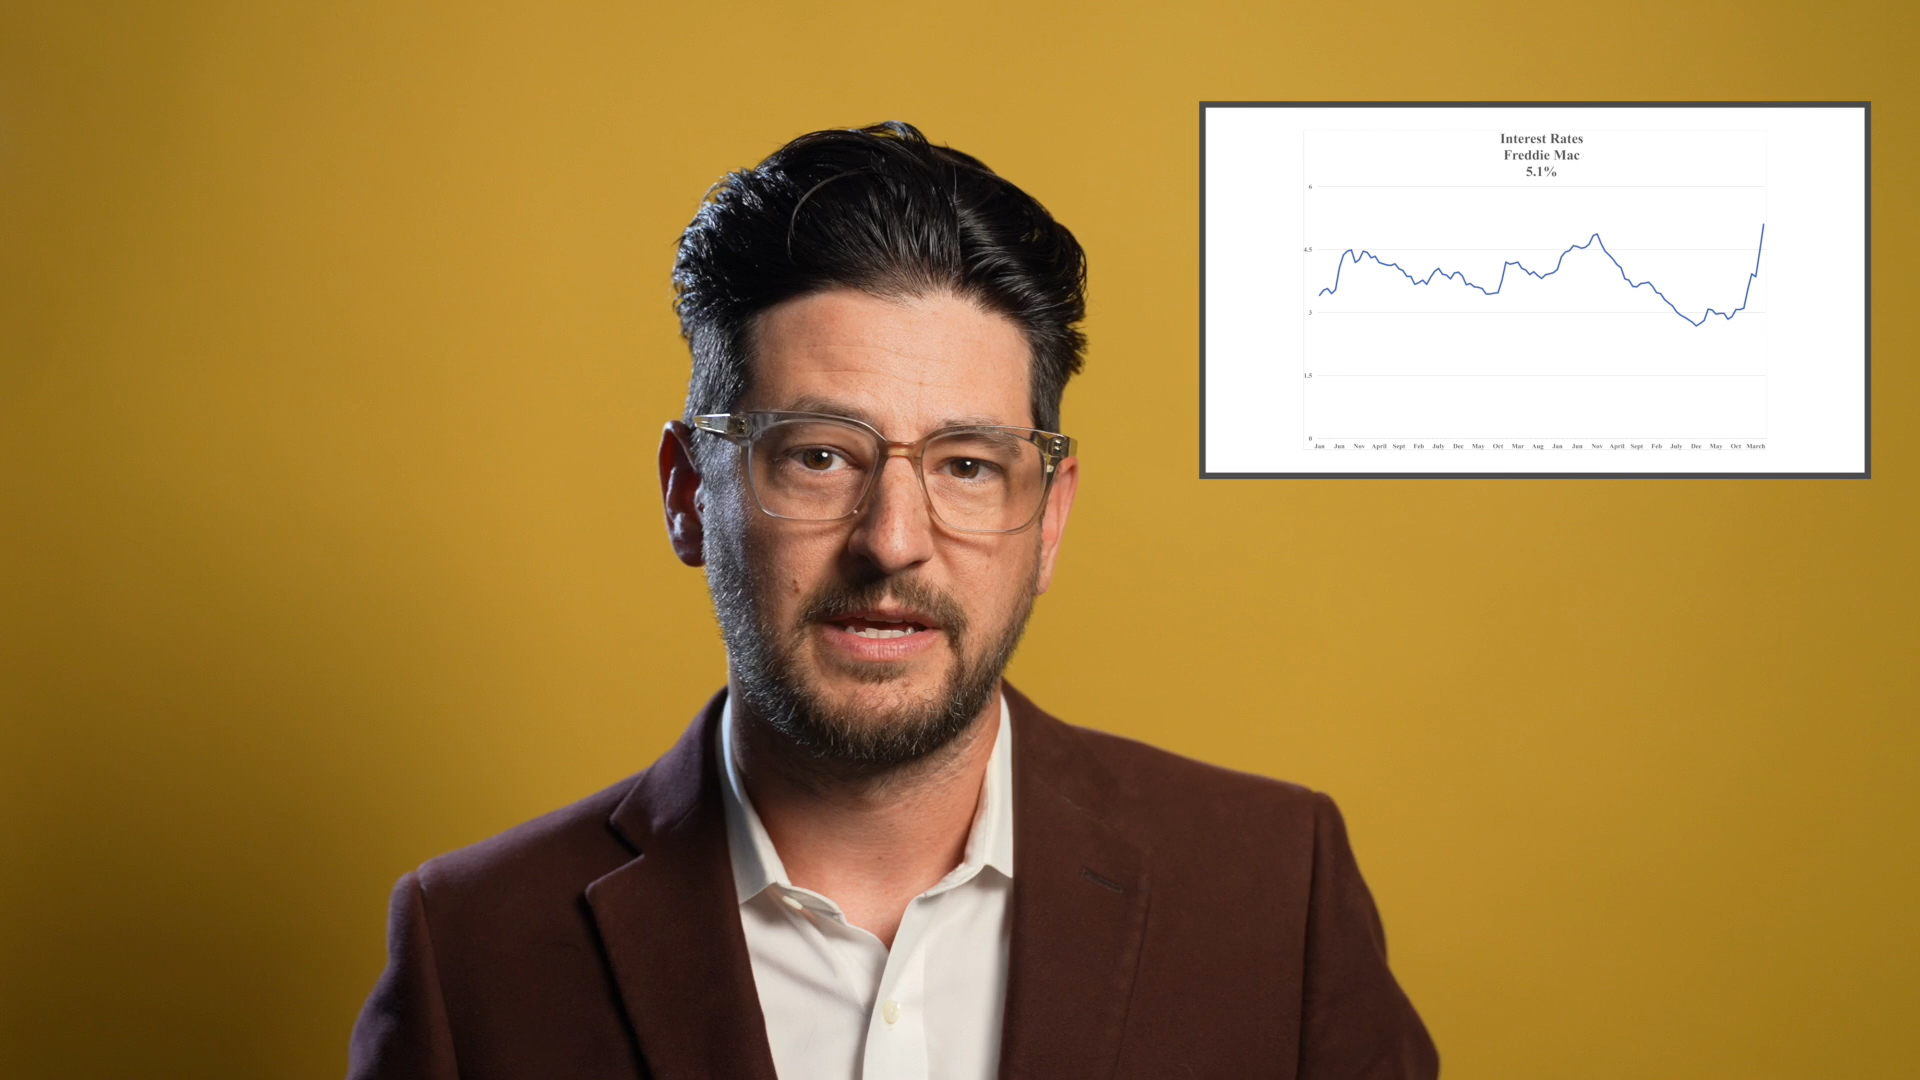 Interest Rates
Freddie Mac
5.1%
6
4.5
3
1.5
0
Jan Jun Nov April Sept Feb July Dec May Oct Mar Aug Jan Jun Nov April Sept Feb July Dec May Oct March